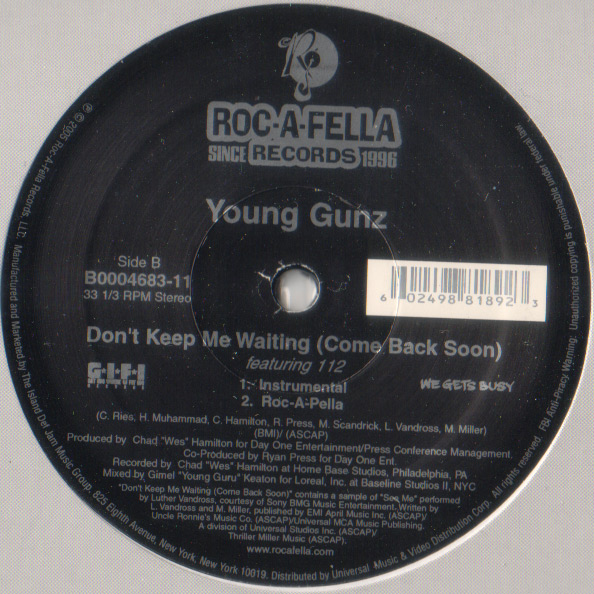 R
ROC-A-FELLA
SINCE RECORDS 1996
Young Gunz
Side B
B0004683-11
33 1/3 RPM Stereo
6 02498 81892 3
Don't Keep Me Waiting (Come Back Soon)
featuring 112
G.I.F.I
WE GETS BUSY
1. Instrumental
2. Roc-A-Pella
(C. Ries, H. Muhammad, C. Hamilton, R. Press, M. Scandrick, L. Vandross, M. Miller)
(BMI)/ (ASCAP)
Produced by Chad "Wes" Hamilton for Day One Entertainment/Press Conference Management.
Co-Produced by Ryan Press for Day One Ent.
Recorded by Chad "Wes" Hamilton at Home Base Studios, Philadelphia, PA
Mixed by Gimel "Young Guru" Keaton for Loreal, Inc. at Baseline Studios II, NYC
"Don't Keep Me Waiting (Come Back Soon)" contains a sample of "See Me" performed
by Luther Vandross, courtesy of Sony BMG Music Entertainment. Written by
L. Vandross and M. Miller, published by EMI April Music Inc. (ASCAP)/
Uncle Ronnie's Music Co. (ASCAP)/Universal MCA Music Publishing.
A division of Universal Studios Inc. (ASCAP)/
Thriller Miller Music (ASCAP).
www.rocafella.com
℗ © 2005 Roc-A-Fella Records, LLC. Manufactured and Marketed by The Island Def Jam Music Group, 825 Eighth Avenue, New York, New York 10019. Distributed by Universal Music & Video Distribution Corp. All rights reserved. FBI Anti-Piracy Warning: Unauthorized copying is punishable under federal law.